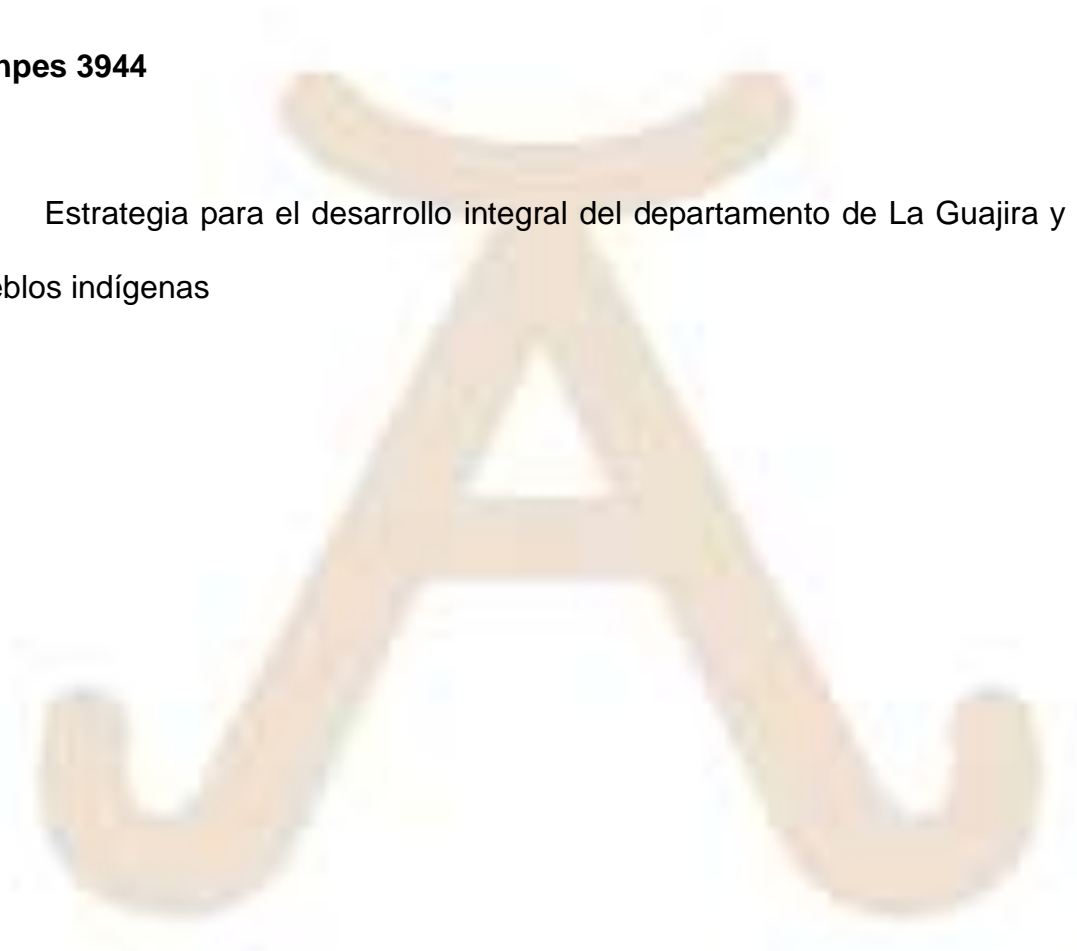 npes 3944
Estrategia para el desarrollo integral del departamento de La Guajira y
eblos indígenas